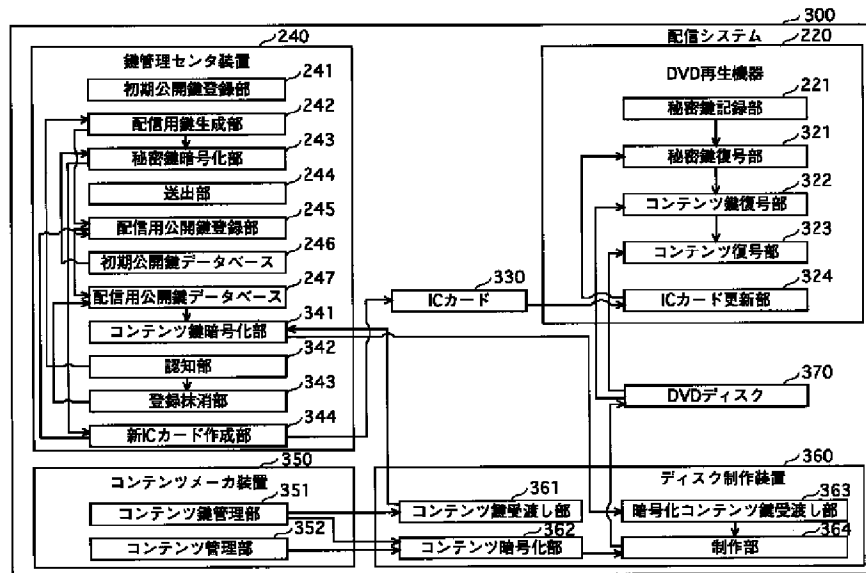 300
配信システム
240
鍵管理センタ装置
241
初期公開鍵登録部
242
配信用鍵生成部
243
秘密鍵暗号化部
244
送出部
245
配信用公開鍵登録部
246
初期公開鍵データベース
247
配信用公開鍵データベース
341
コンテンツ鍵暗号化部
342
認知部
343
登録抹消部
344
新ICカード作成部
330
ICカード
220
DVD再生機器
221
秘密鍵記録部
321
秘密鍵復号部
322
コンテンツ鍵復号部
323
コンテンツ復号部
324
ICカード更新部
370
DVDディスク
350
コンテンツメーカ装置
351
コンテンツ鍵管理部
352
コンテンツ管理部
360
ディスク制作装置
361
コンテンツ鍵受渡し部
362
コンテンツ暗号化部
363
暗号化コンテンツ鍵受渡し部
364
制作部